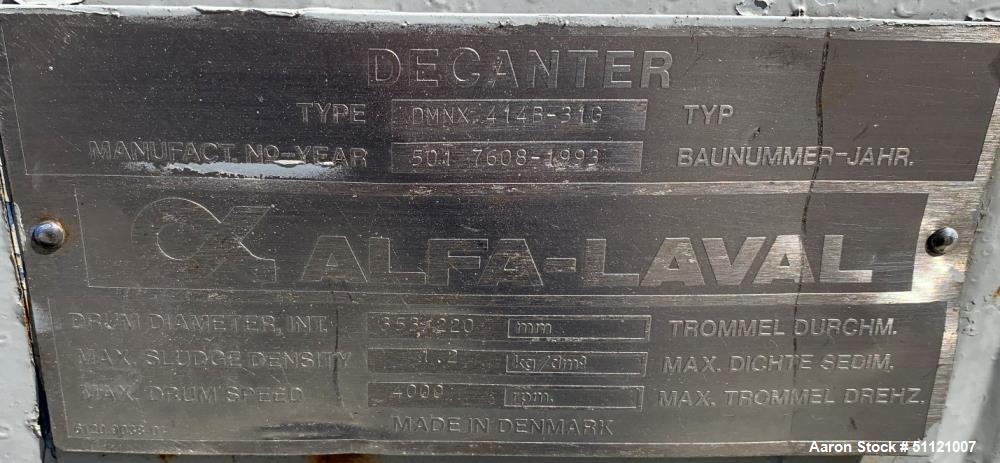 DECANTER
TYPE DMNX 414B-31G TYP
MANUFACT NO-YEAR 501 7608-1993 BAUNUMMER-JAHR.
ALFA-LAVAL
DRUM DIAMETER, INT. 353/220 mm TROMMEL DURCHM.
MAX. SLUDGE DENSITY 1.2 kg/dm³ MAX. DICHTE SEDIM.
MAX. DRUM SPEED 4000 rpm. MAX. TROMMEL DREHZ.
MADE IN DENMARK
Aaron Stock # 51121007